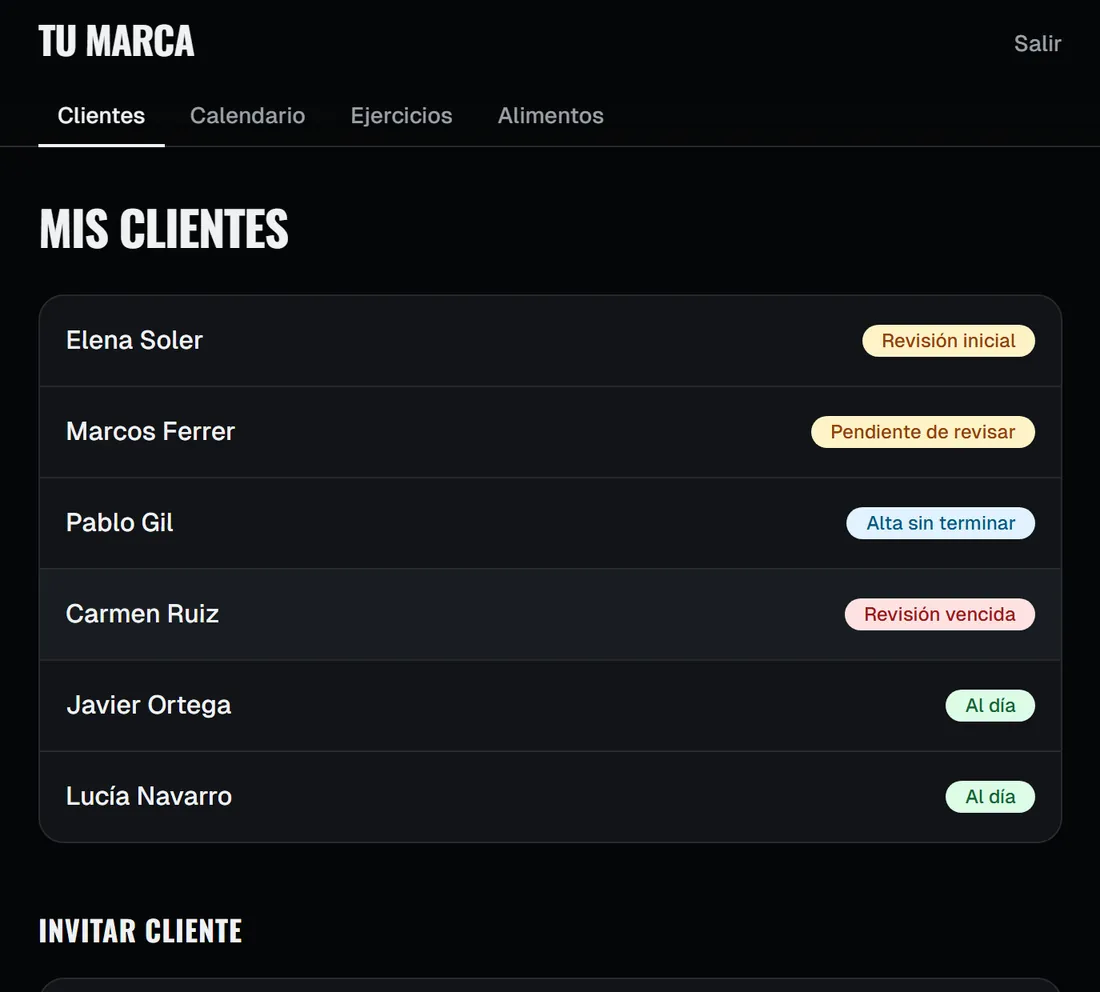 TU MARCA
Salir
Clientes Calendario Ejercicios Alimentos
MIS CLIENTES
Elena Soler Revisión inicial
Marcos Ferrer Pendiente de revisar
Pablo Gil Alta sin terminar
Carmen Ruiz Revisión vencida
Javier Ortega Al día
Lucía Navarro Al día
INVITAR CLIENTE